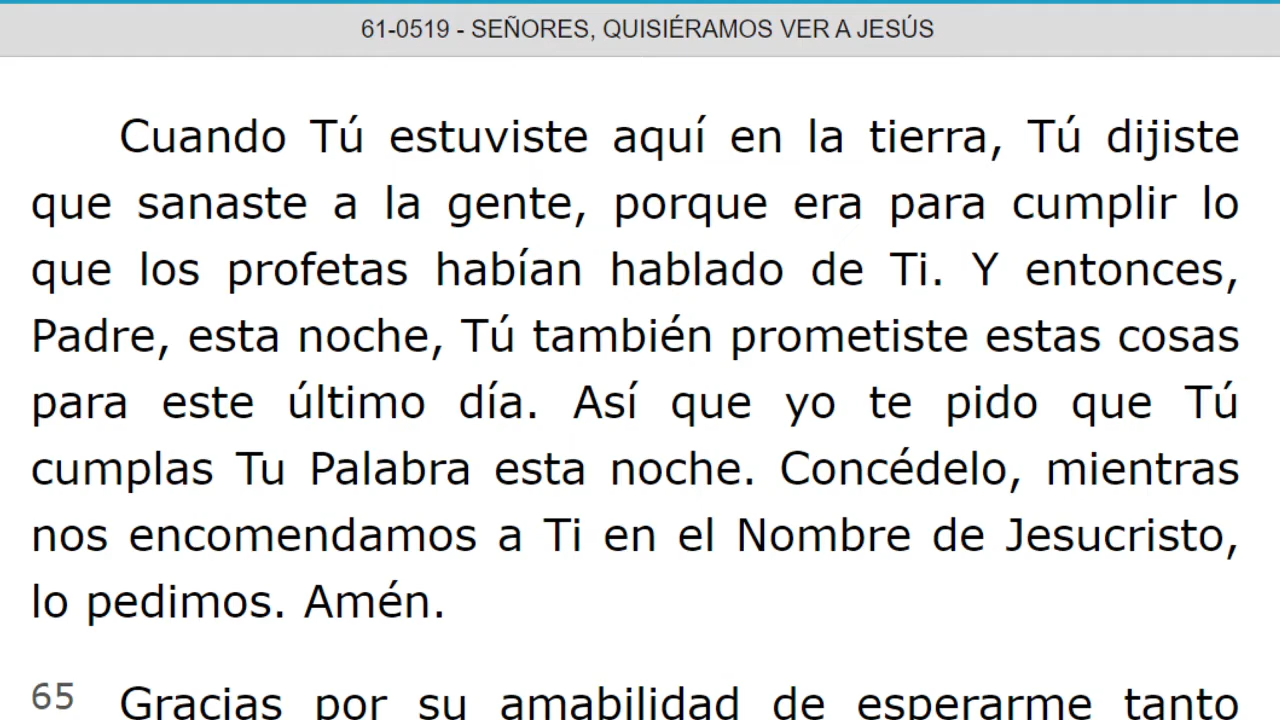 61-0519 - SEÑORES, QUISIÉRAMOS VER A JESÚS
Cuando Tú estuviste aquí en la tierra, Tú dijiste
que sanaste a la gente, porque era para cumplir lo
que los profetas habían hablado de Ti. Y entonces,
Padre, esta noche, Tú también prometiste estas cosas
para este último día. Así que yo te pido que Tú
cumplas Tu Palabra esta noche. Concédelo, mientras
nos encomendamos a Ti en el Nombre de Jesucristo,
lo pedimos. Amén.
65 Gracias por su amabilidad de esperarme tanto